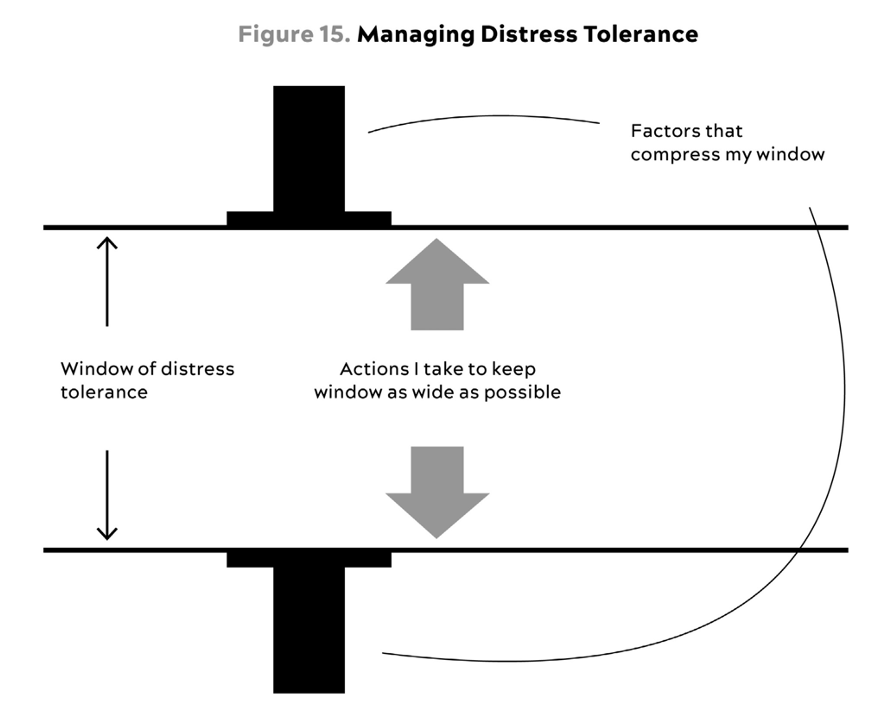 Figure 15. Managing Distress Tolerance
Factors that
compress my window
Window of distress
tolerance
Actions I take to keep
window as wide as possible